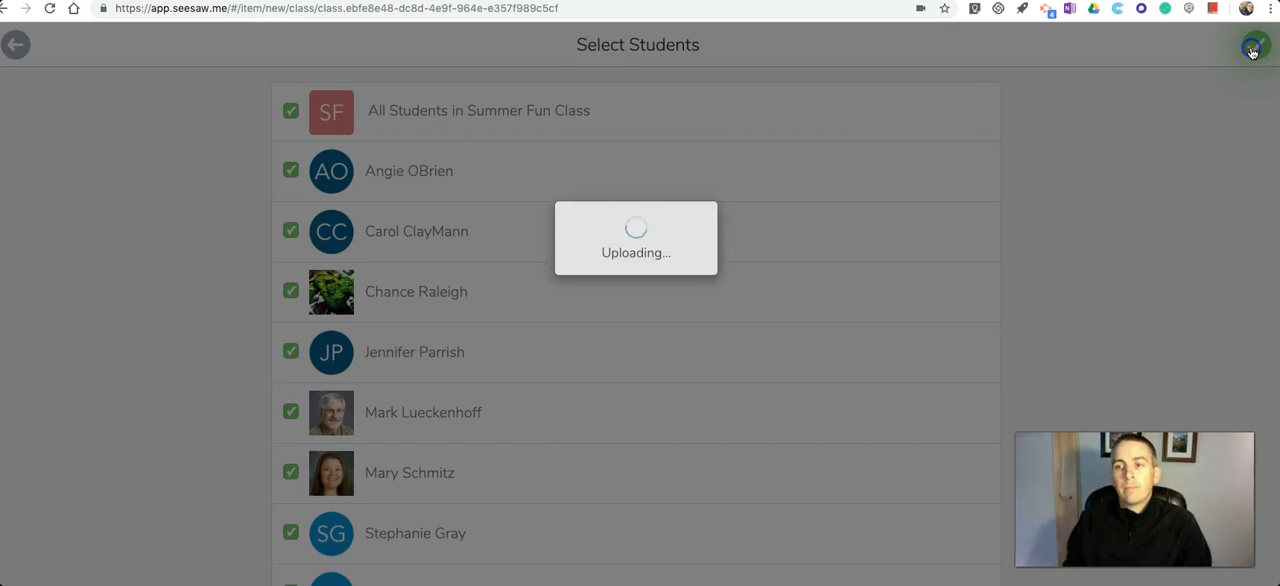 https://app.seesaw.me/#/item/new/class/class.ebfe8e48-dc8d-4e9f-964e-e357f989c5cf
4
Select Students
SF All Students in Summer Fun Class
AO Angie OBrien
CC Carol ClayMann
Chance Raleigh
Uploading...
JP Jennifer Parrish
Mark Lueckenhoff
Mary Schmitz
SG Stephanie Gray